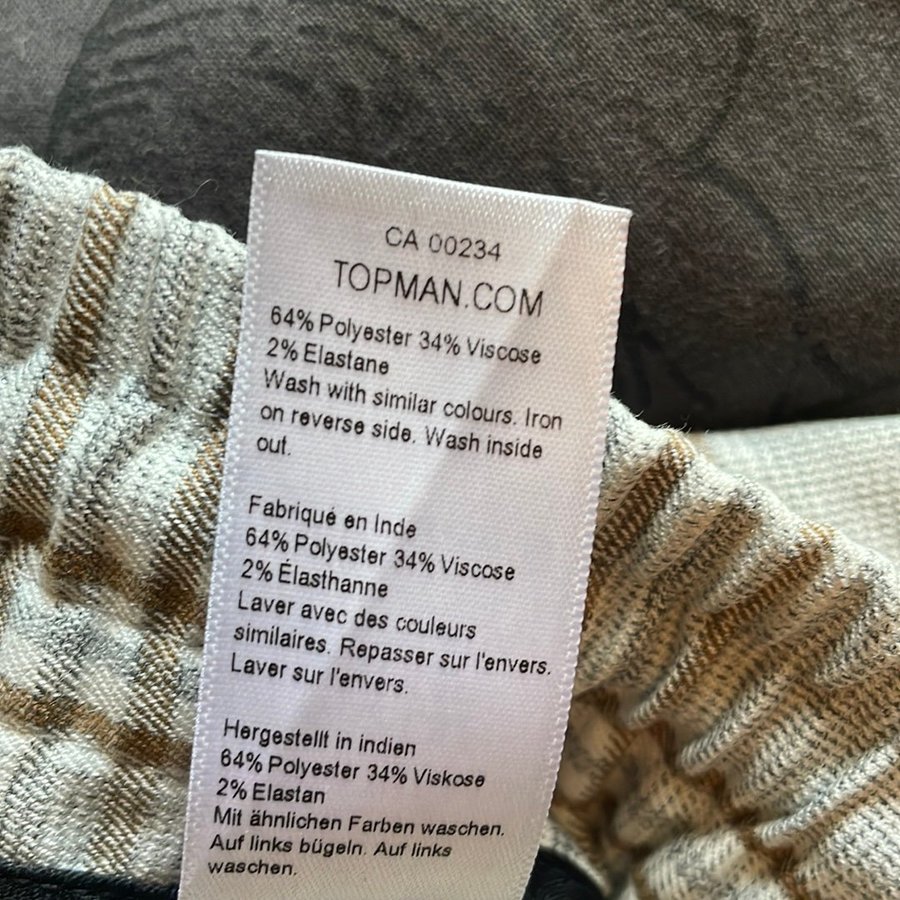 CA 00234
TOPMAN.COM
64% Polyester 34% Viscose
2% Elastane
Wash with similar colours. Iron
on reverse side. Wash inside
out.
Fabriqué en Inde
64% Polyester 34% Viscose
2% Élasthanne
Laver avec des couleurs
similaires. Repasser sur l'envers.
Laver sur l'envers.
Hergestellt in indien
64% Polyester 34% Viskose
2% Elastan
Mit ähnlichen Farben waschen.
Auf links bügeln. Auf links
waschen.